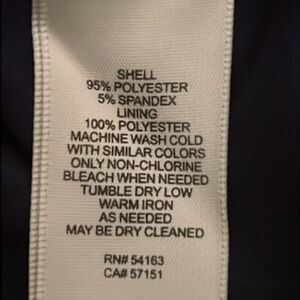 SHELL
95% POLYESTER
5% SPANDEX
LINING
100% POLYESTER
MACHINE WASH COLD
WITH SIMILAR COLORS
ONLY NON-CHLORINE
BLEACH WHEN NEEDED
TUMBLE DRY LOW
WARM IRON
AS NEEDED
MAY BE DRY CLEANED
RN# 54163
CA# 57151